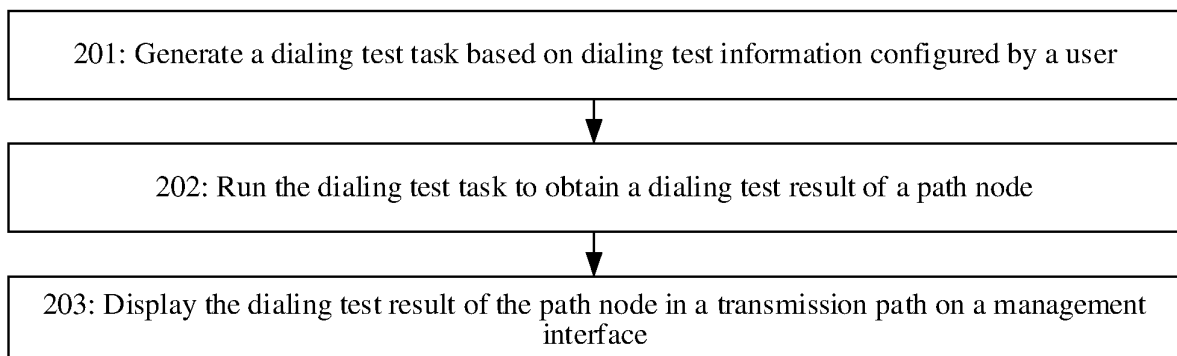 201: Generate a dialing test task based on dialing test information configured by a user
202: Run the dialing test task to obtain a dialing test result of a path node
203: Display the dialing test result of the path node in a transmission path on a management
interface